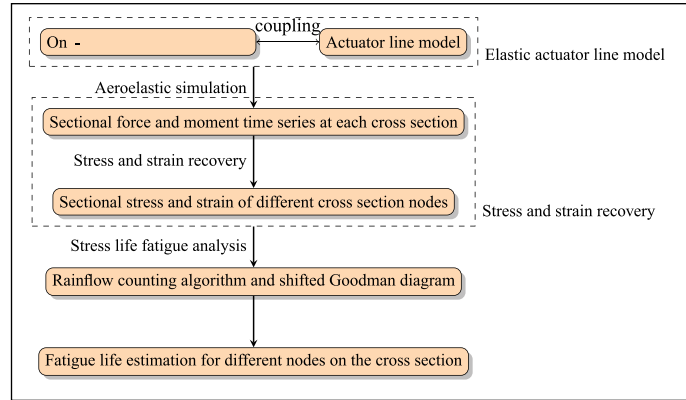 coupling
On -
Actuator line model
Elastic actuator line model
Aeroelastic simulation
Sectional force and moment time series at each cross section
Stress and strain recovery
Sectional stress and strain of different cross section nodes
Stress and strain recovery
Stress life fatigue analysis
Rainflow counting algorithm and shifted Goodman diagram
Fatigue life estimation for different nodes on the cross section